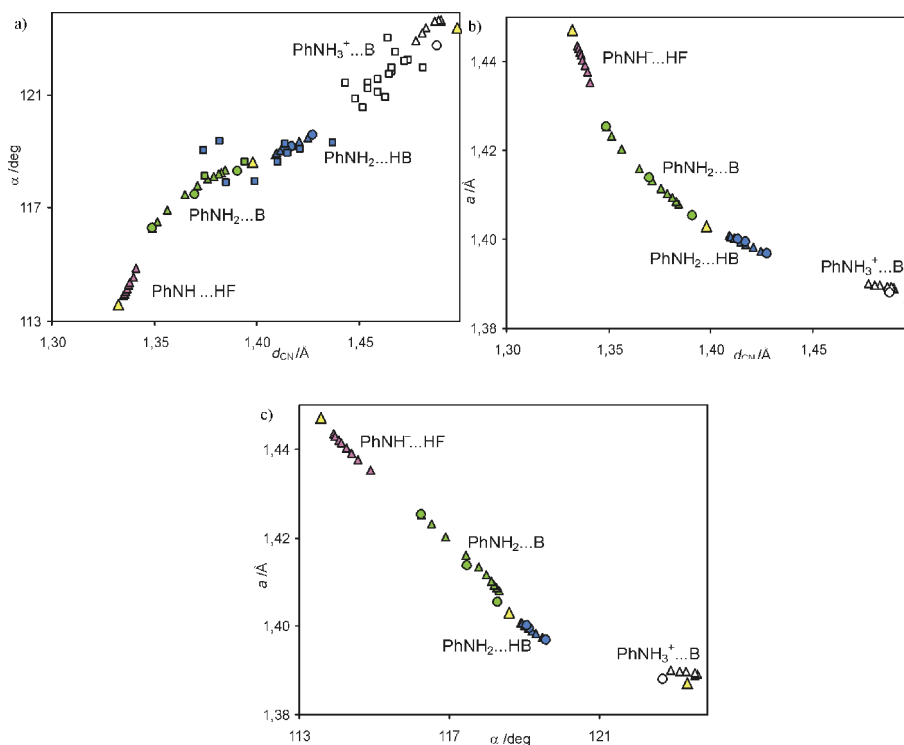 a)
α /deg
121
117
113
1,30
1,35
1,40
1,45
dCN/Å
PhNH3+...B
PhNH2...HB
PhNH2...B
PhNH ...HF
b)
a /Å
1,44
1,42
1,40
1,38
1,30
1,35
1,40
1,45
dCN/Å
PhNH-...HF
PhNH2...B
PhNH2...HB
PhNH3+...B
c)
a /Å
1,44
1,42
1,40
1,38
113
117
121
α /deg
PhNH-...HF
PhNH2...B
PhNH2...HB
PhNH3+...B